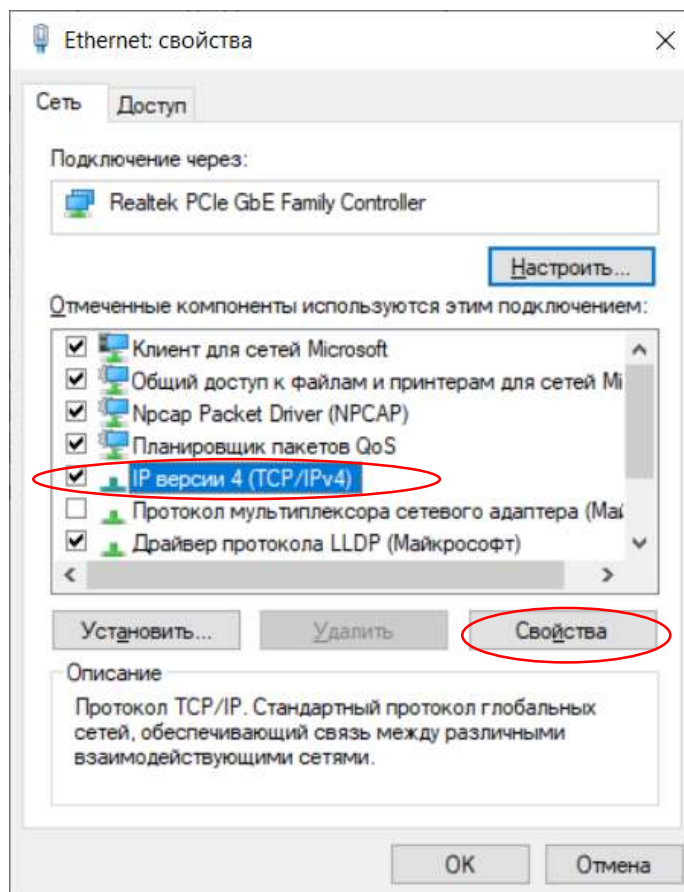 Ethernet: свойства
Сеть Доступ
Подключение через:
Realtek PCIe GbE Family Controller
Настроить...
Отмеченные компоненты используются этим подключением:
Клиент для сетей Microsoft
Общий доступ к файлам и принтерам для сетей Mi
Npcap Packet Driver (NPCAP)
Планировщик пакетов QoS
IP версии 4 (TCP/IPv4)
Протокол мультиплексора сетевого адаптера (Май
Драйвер протокола LLDP (Майкрософт)
Установить... Удалить Свойства
Описание
Протокол TCP/IP. Стандартный протокол глобальных
сетей, обеспечивающий связь между различными
взаимодействующими сетями.
OK Отмена